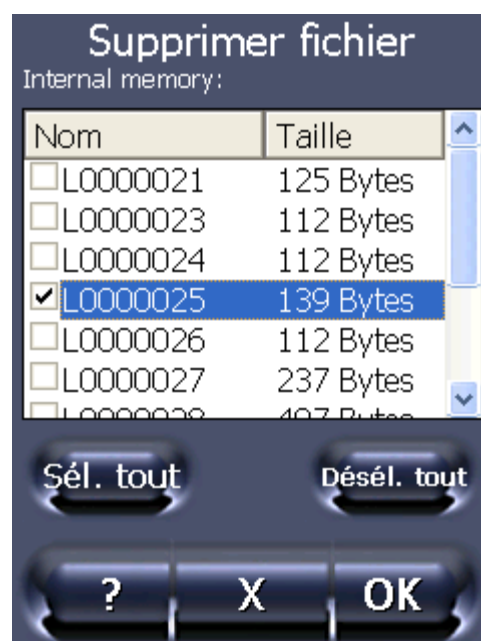 Supprimer fichier
Internal memory:
Nom Taille
L0000021 125 Bytes
L0000023 112 Bytes
L0000024 112 Bytes
L0000025 139 Bytes
L0000026 112 Bytes
L0000027 237 Bytes
Sél. tout Désél. tout
? X OK